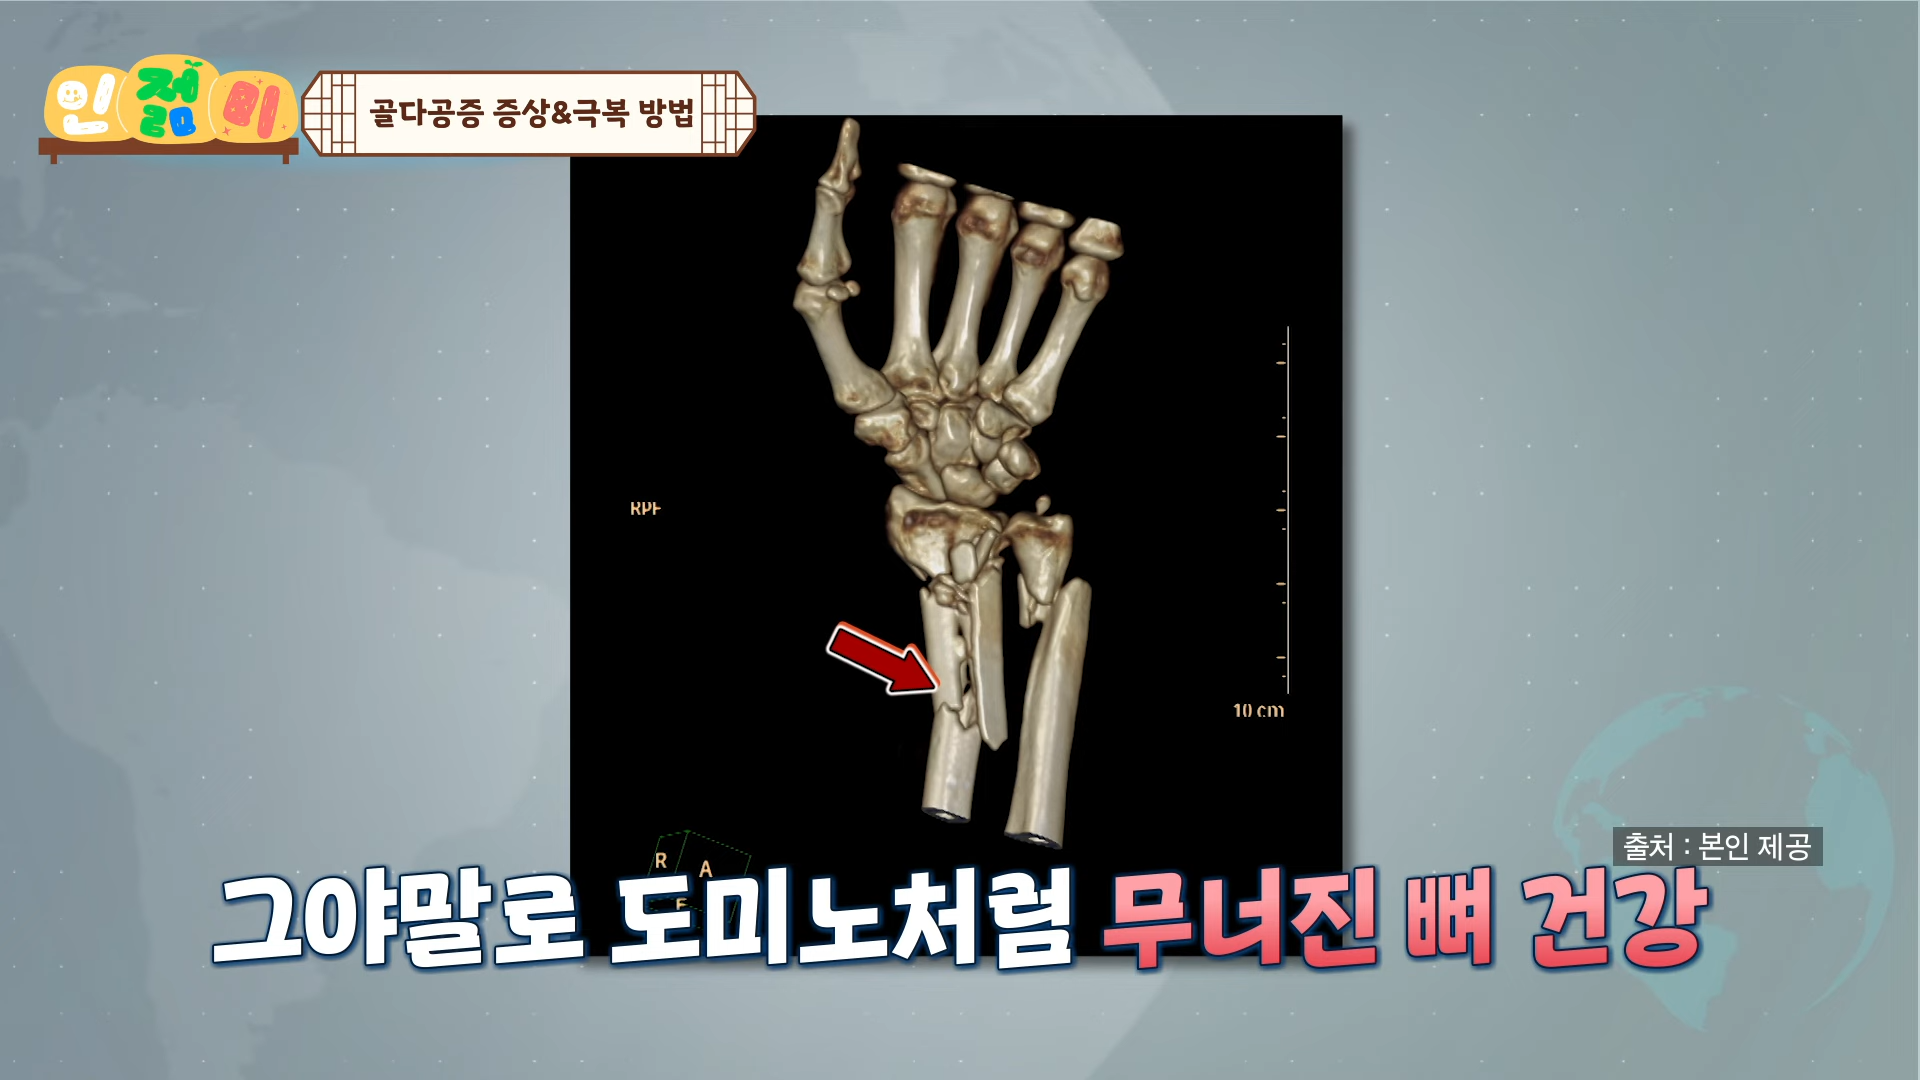 인절미
골다공증 증상&극복 방법
RPF
10 cm
R
A
F
출처 : 본인 제공
그야말로 도미노처럼 무너진 뼈 건강